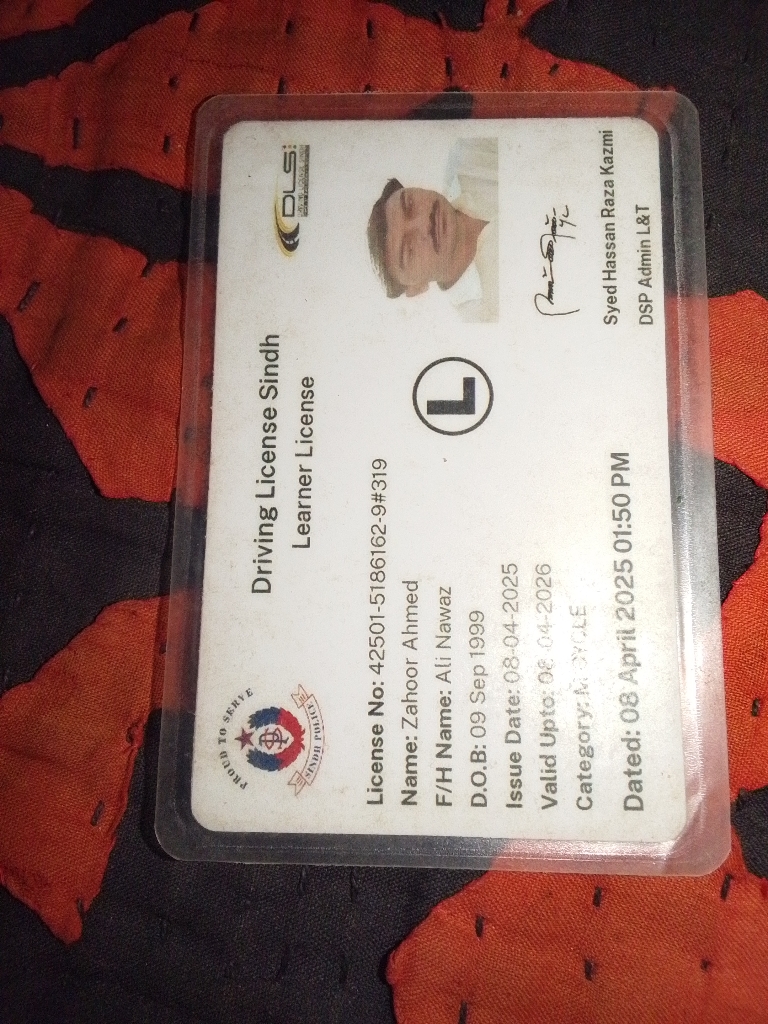 PROUD TO SERVE
SINDH POLICE
Driving License Sindh
Learner License
DLS
License No: 42501-5186162-9#319
Name: Zahoor Ahmed
F/H Name: Ali Nawaz
D.O.B: 09 Sep 1999
Issue Date: 08-04-2025
Valid Upto: 08-04-2026
Category: M.CYCLE
Dated: 08 April 2025 01:50 PM
L
Syed Hassan Raza Kazmi
DSP Admin L&T